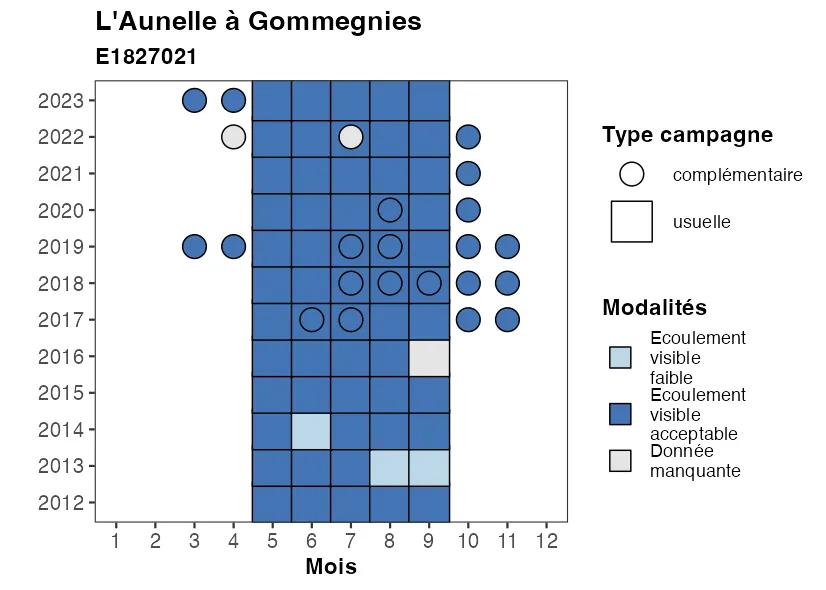 L'Aunelle à Gommegnies
E1827021
2023
2022
2021
2020
2019
2018
2017
2016
2015
2014
2013
2012
1 2 3 4 5 6 7 8 9 10 11 12
Mois
Type campagne
complémentaire
usuelle
Modalités
Ecoulement
visible
faible
Ecoulement
visible
acceptable
Donnée
manquante